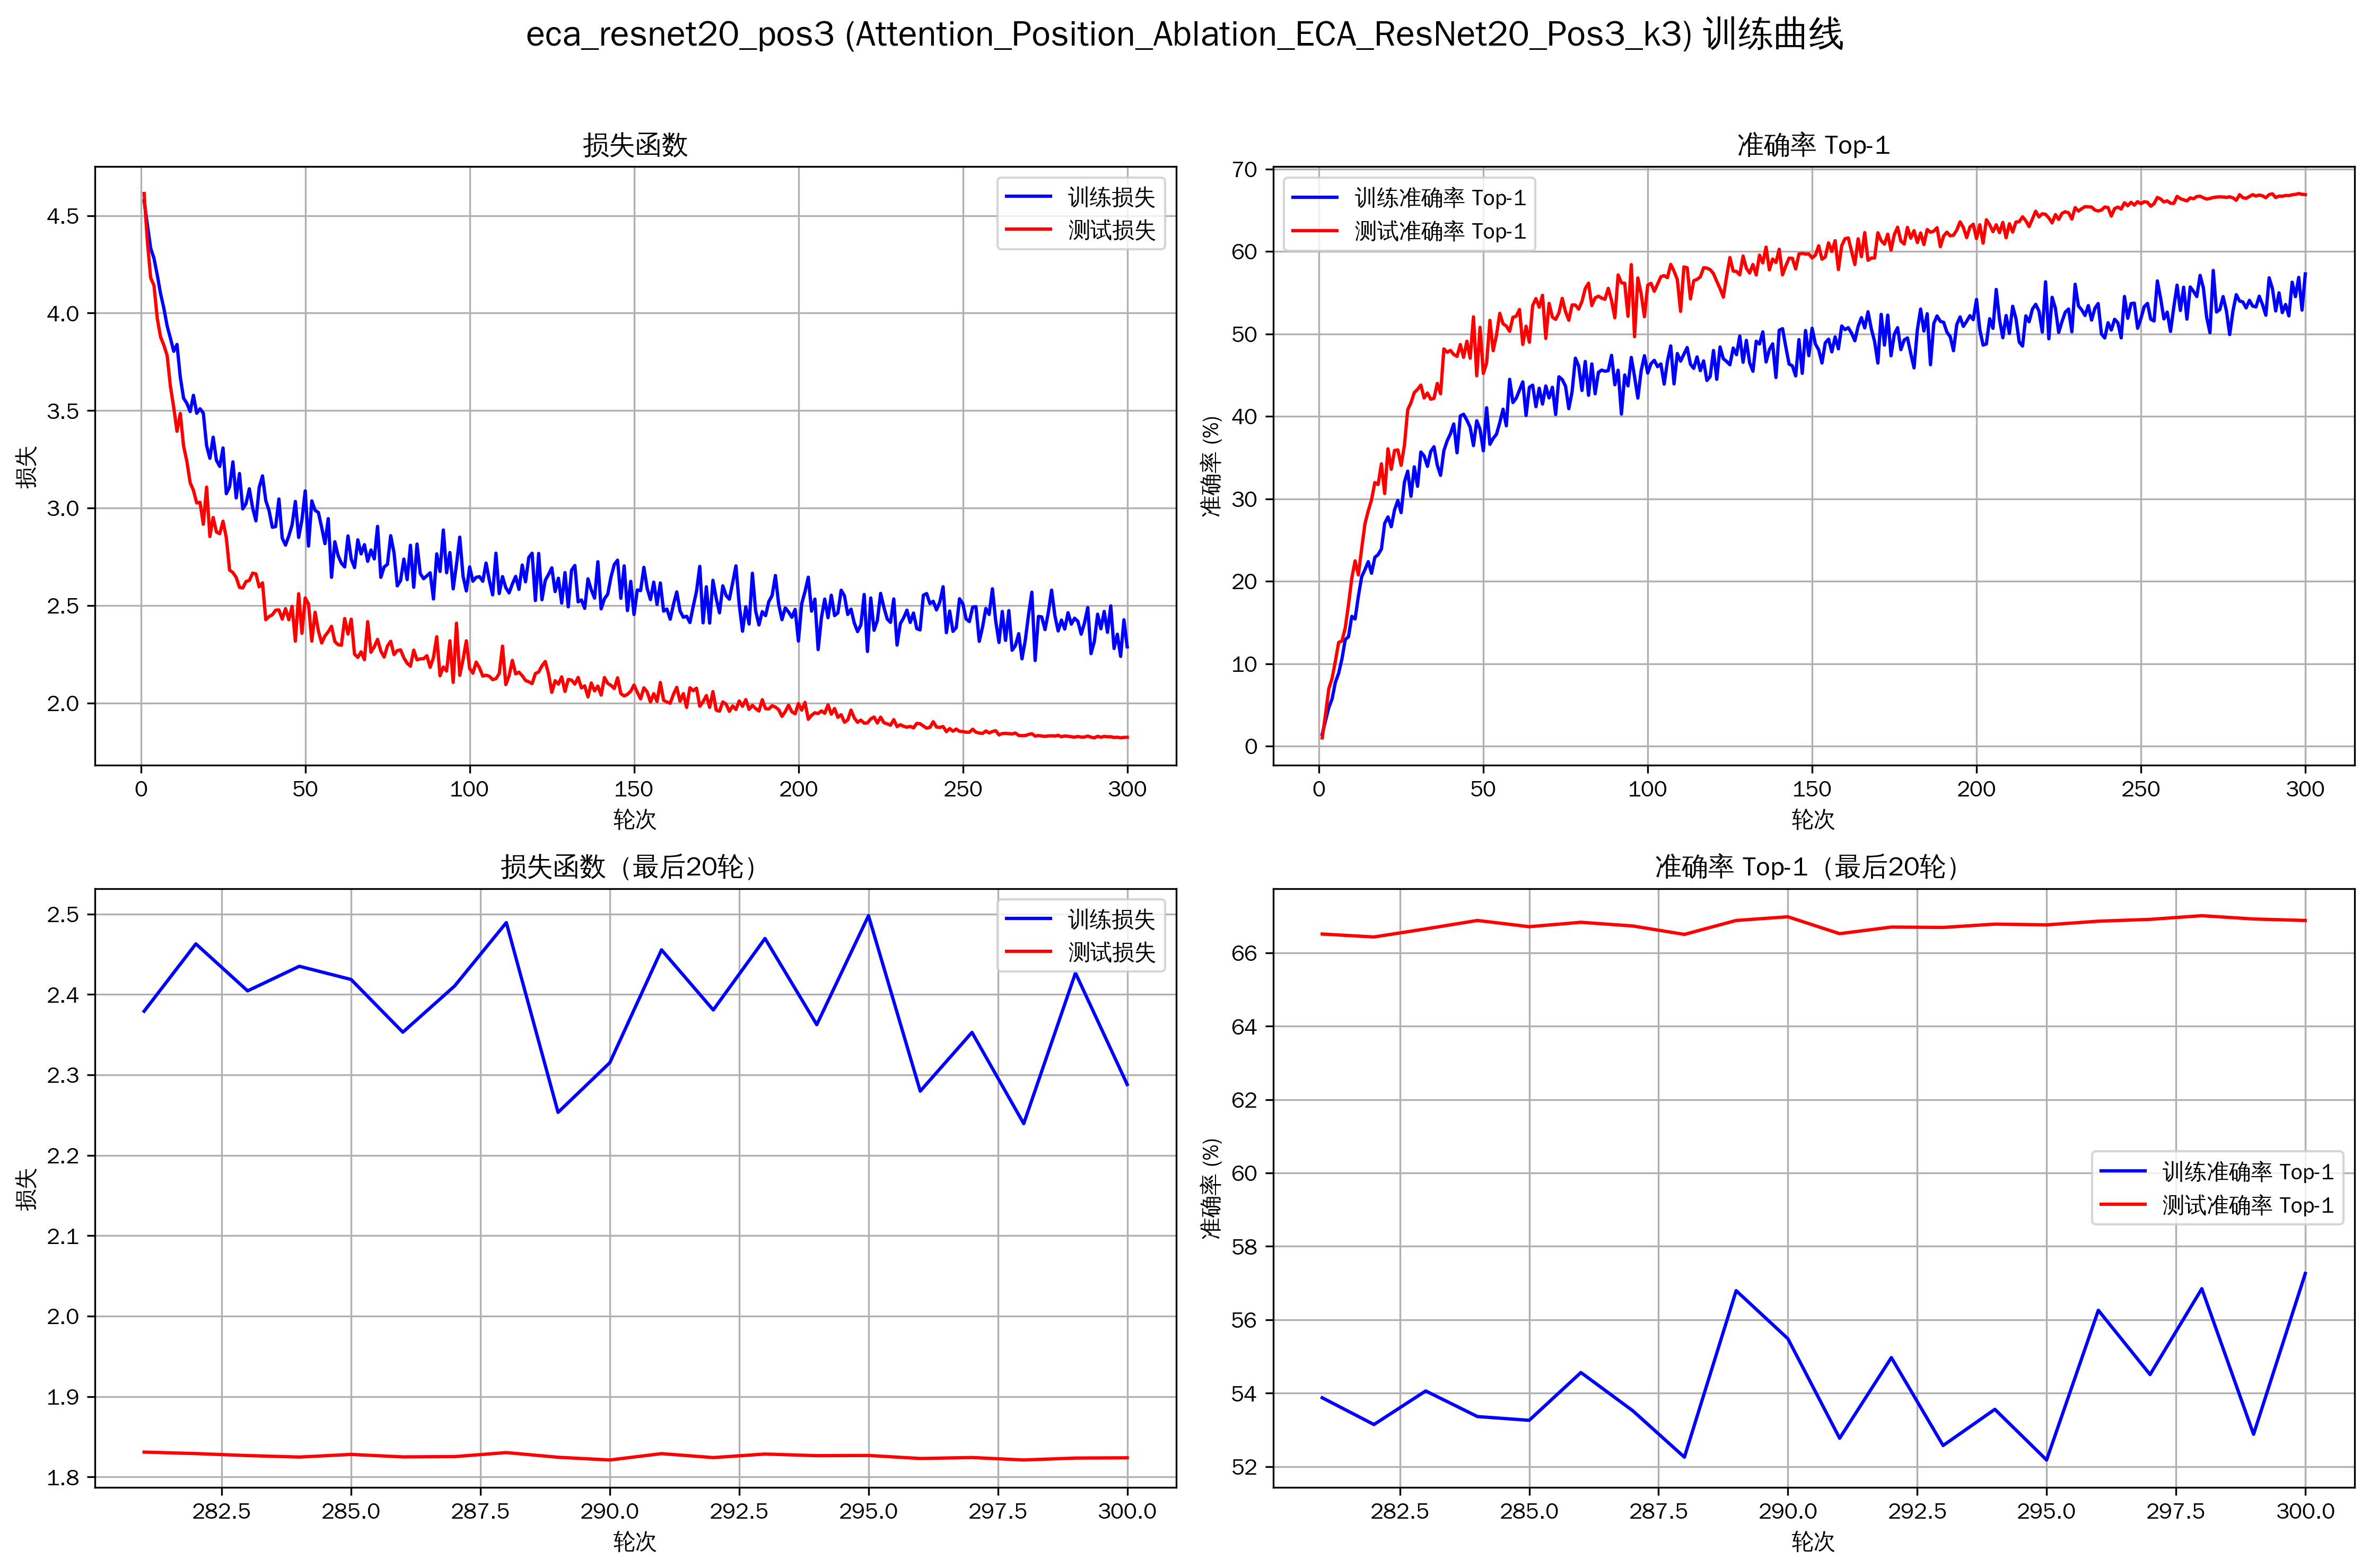 eca_resnet20_pos3 (Attention_Position_Ablation_ECA_ResNet20_Pos3_k3) 训练曲线
损失函数
训练损失
测试损失
4.5
4.0
3.5
3.0
2.5
2.0
损失
0
50
100
150
200
250
300
轮次
准确率 Top-1
训练准确率 Top-1
测试准确率 Top-1
70
60
50
40
30
20
10
0
准确率 (%)
0
50
100
150
200
250
300
轮次
损失函数（最后20轮）
训练损失
测试损失
2.5
2.4
2.3
2.2
2.1
2.0
1.9
1.8
损失
282.5
285.0
287.5
290.0
292.5
295.0
297.5
300.0
轮次
准确率 Top-1（最后20轮）
训练准确率 Top-1
测试准确率 Top-1
66
64
62
60
58
56
54
52
准确率 (%)
282.5
285.0
287.5
290.0
292.5
295.0
297.5
300.0
轮次